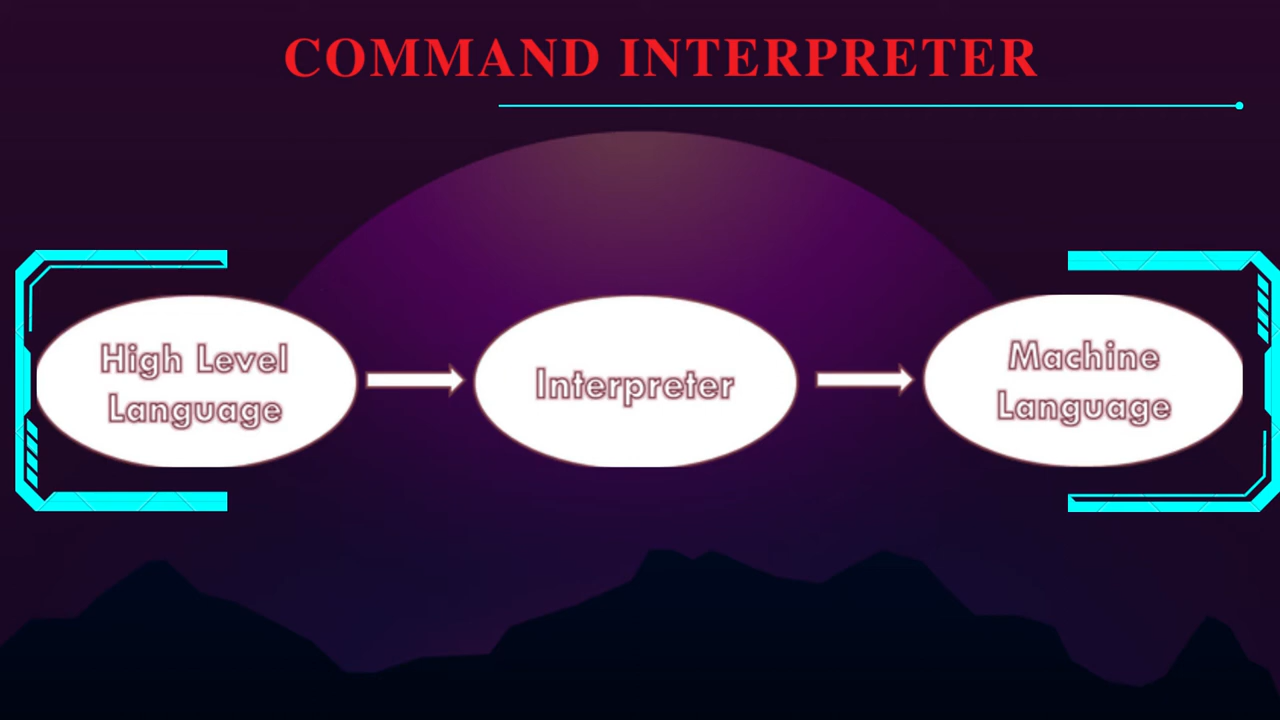 COMMAND INTERPRETER
High Level
Language
Interpreter
Machine
Language